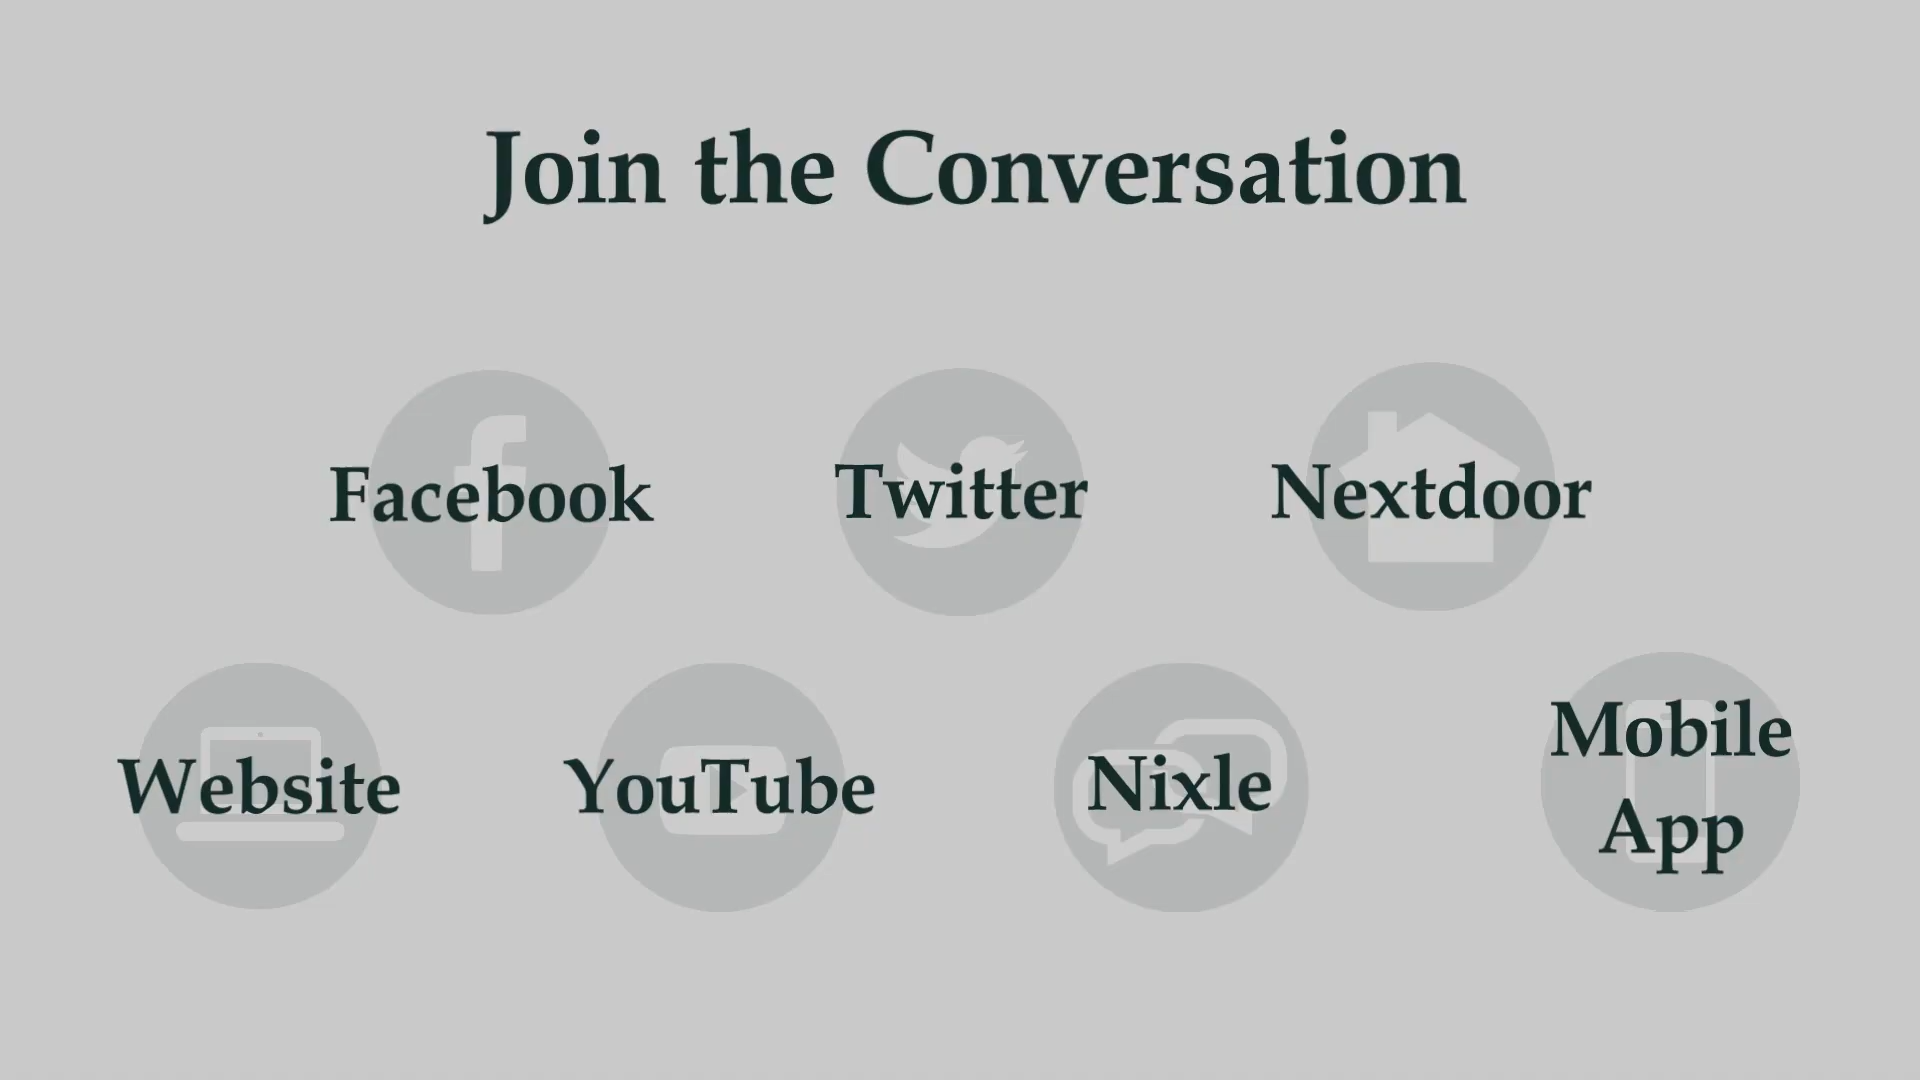 Join the Conversation
Facebook
Twitter
Nextdoor
Website
YouTube
Nixle
Mobile
App